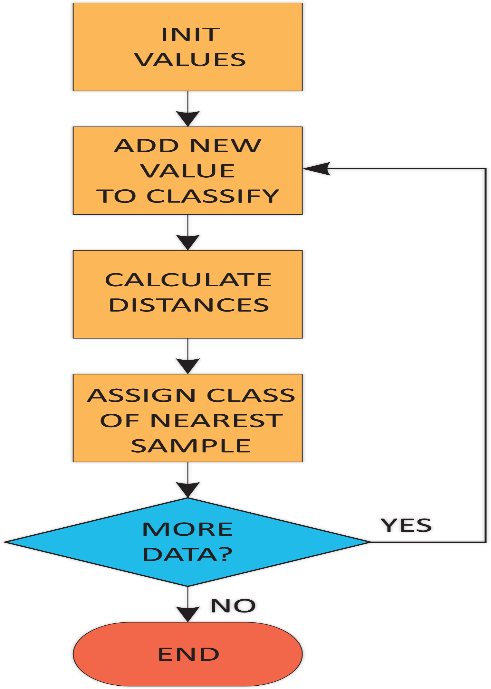 INIT
VALUES
ADD NEW
VALUE
TO CLASSIFY
CALCULATE
DISTANCES
ASSIGN CLASS
OF NEAREST
SAMPLE
MORE
DATA?
YES
NO
END